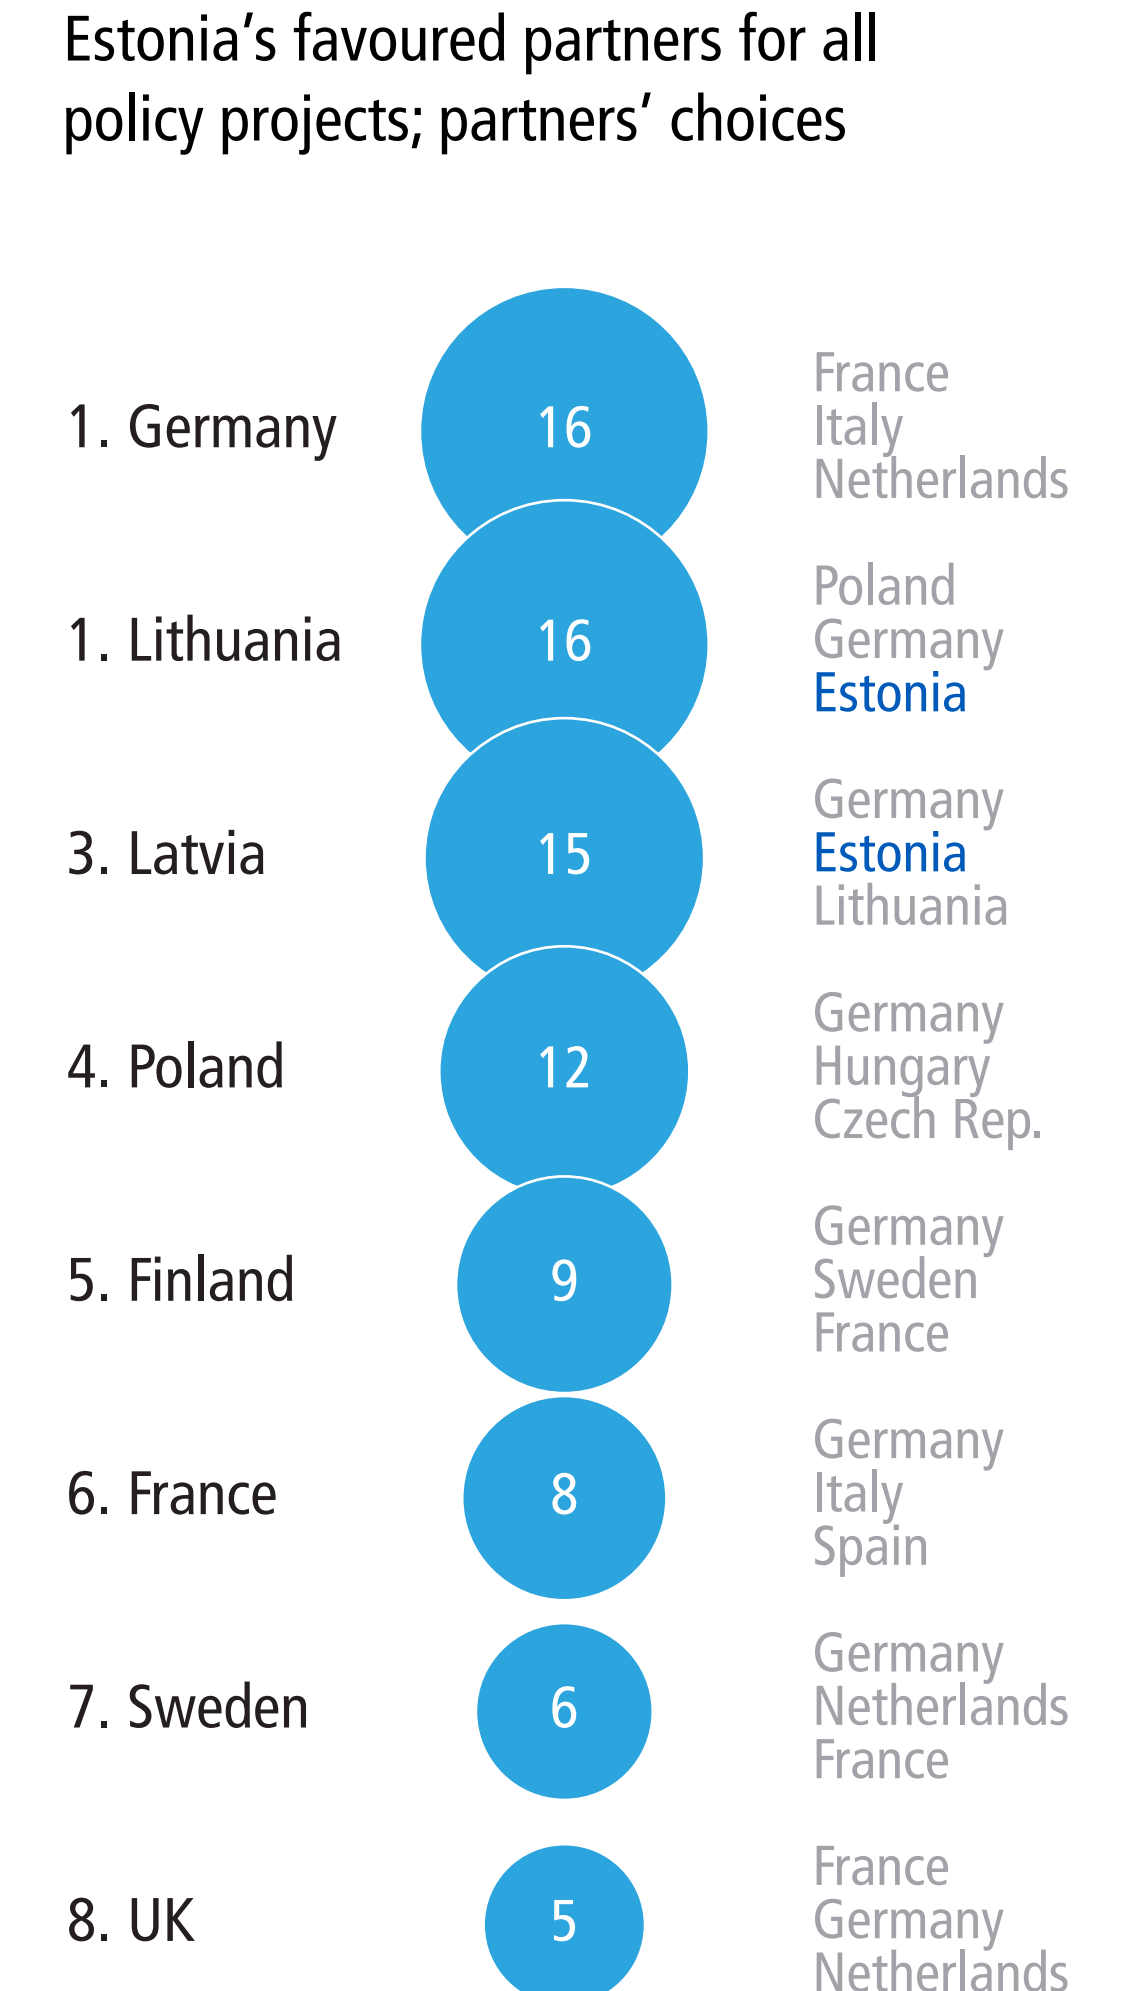 Estonia’s favoured partners for all
policy projects; partners’ choices
1. Germany
16
France
Italy
Netherlands
1. Lithuania
16
Poland
Germany
Estonia
3. Latvia
15
Germany
Estonia
Lithuania
4. Poland
12
Germany
Hungary
Czech Rep.
5. Finland
9
Germany
Sweden
France
6. France
8
Germany
Italy
Spain
7. Sweden
6
Germany
Netherlands
France
8. UK
5
France
Germany
Netherlands